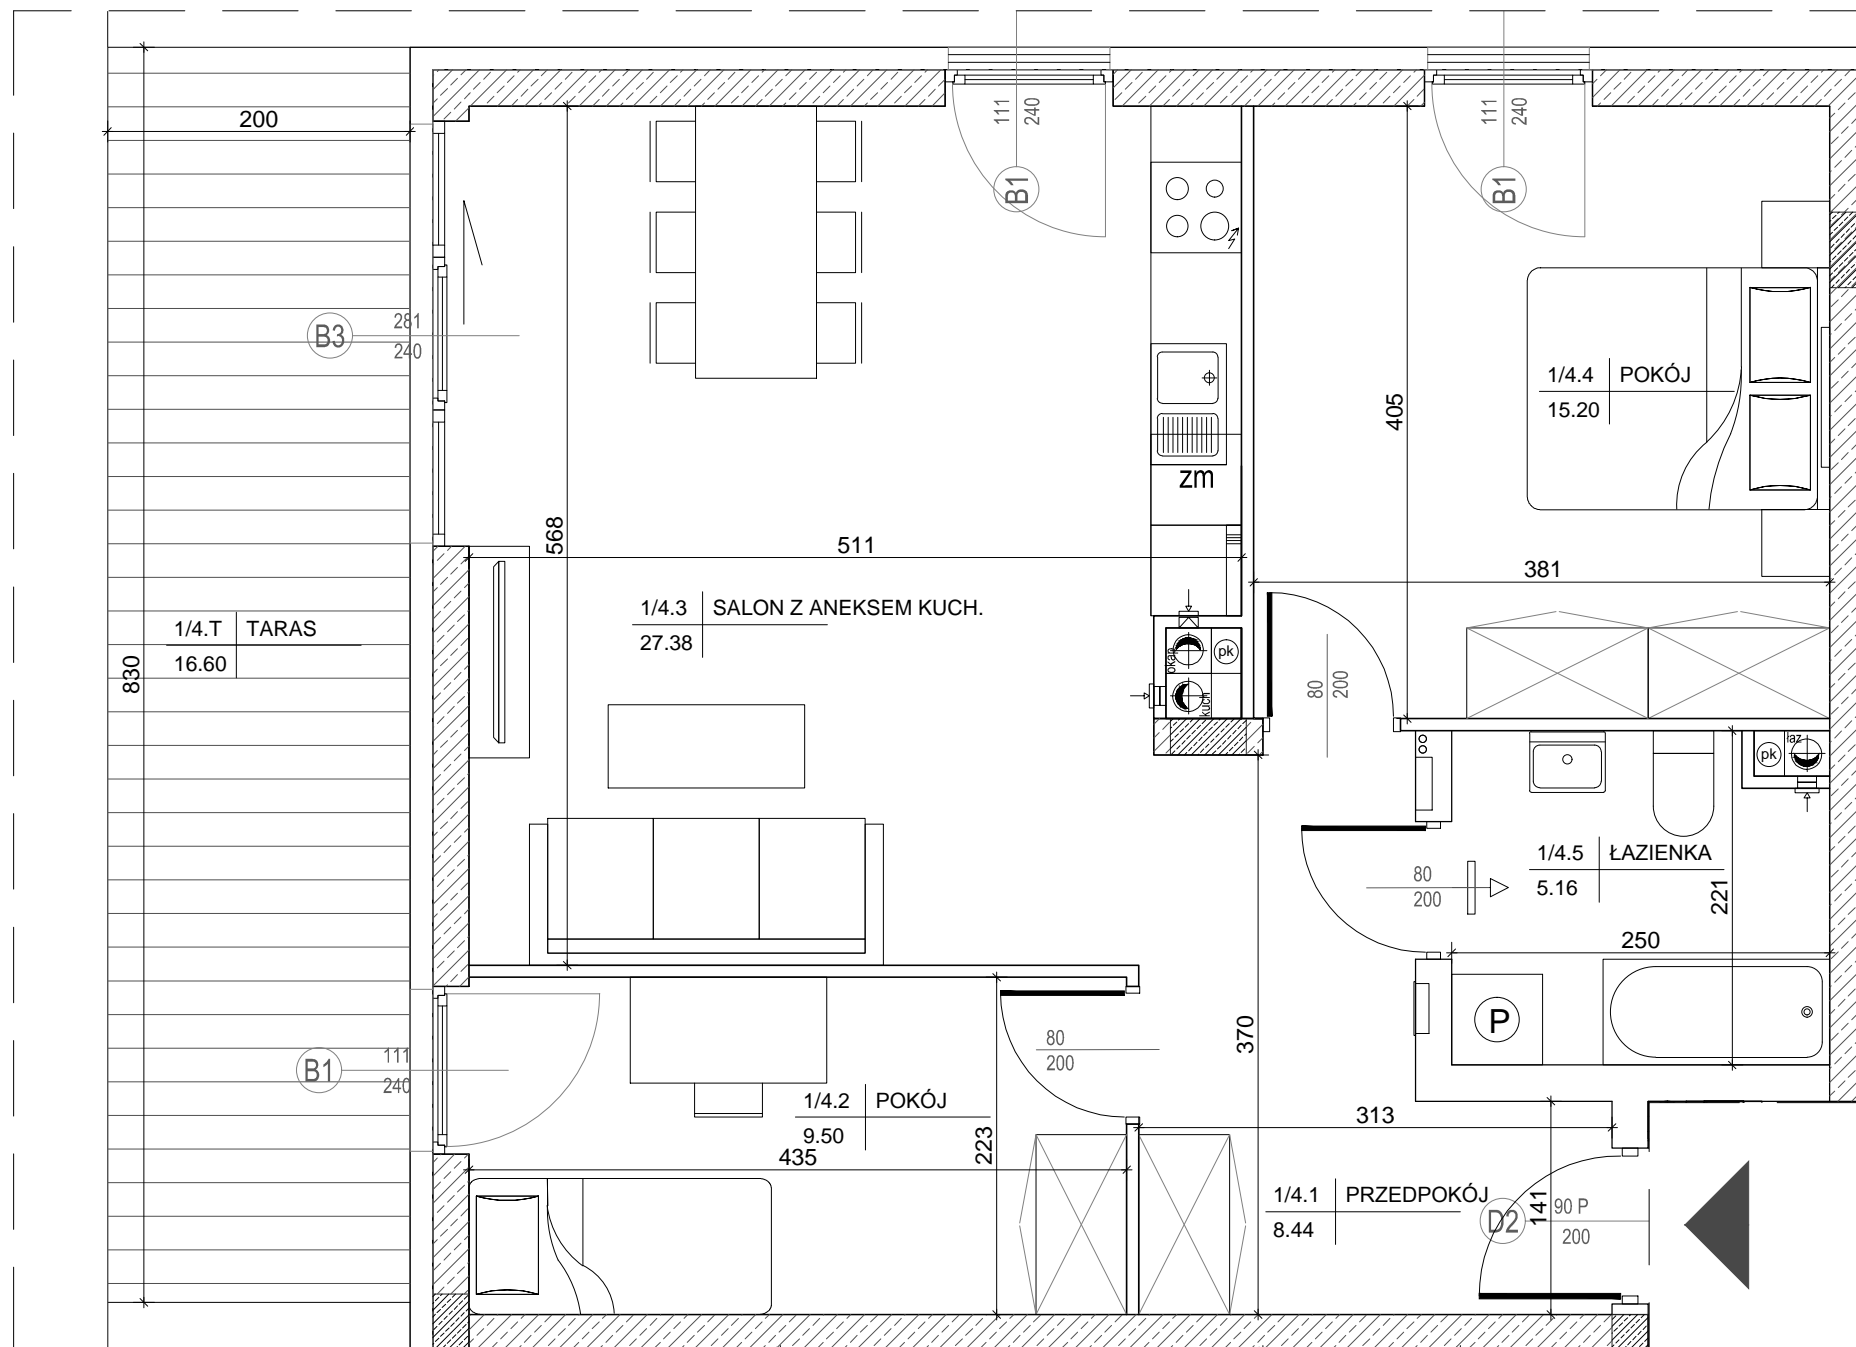 200
111
240
B1
111
240
B1
B3
281
240
1/4.4 POKÓJ
15.20
405
zm
568
511
381
1/4.3 SALON Z ANEKSEM KUCH.
27.38
1/4.T TARAS
16.60
830
okap
pk
kuch
80
200
pk
łaz
1/4.5 ŁAZIENKA
5.16
80
200
221
250
P
370
80
200
B1
111
240
1/4.2 POKÓJ
9.50
223
435
313
1/4.1 PRZEDPOKÓJ
8.44
D2
141
90 P
200